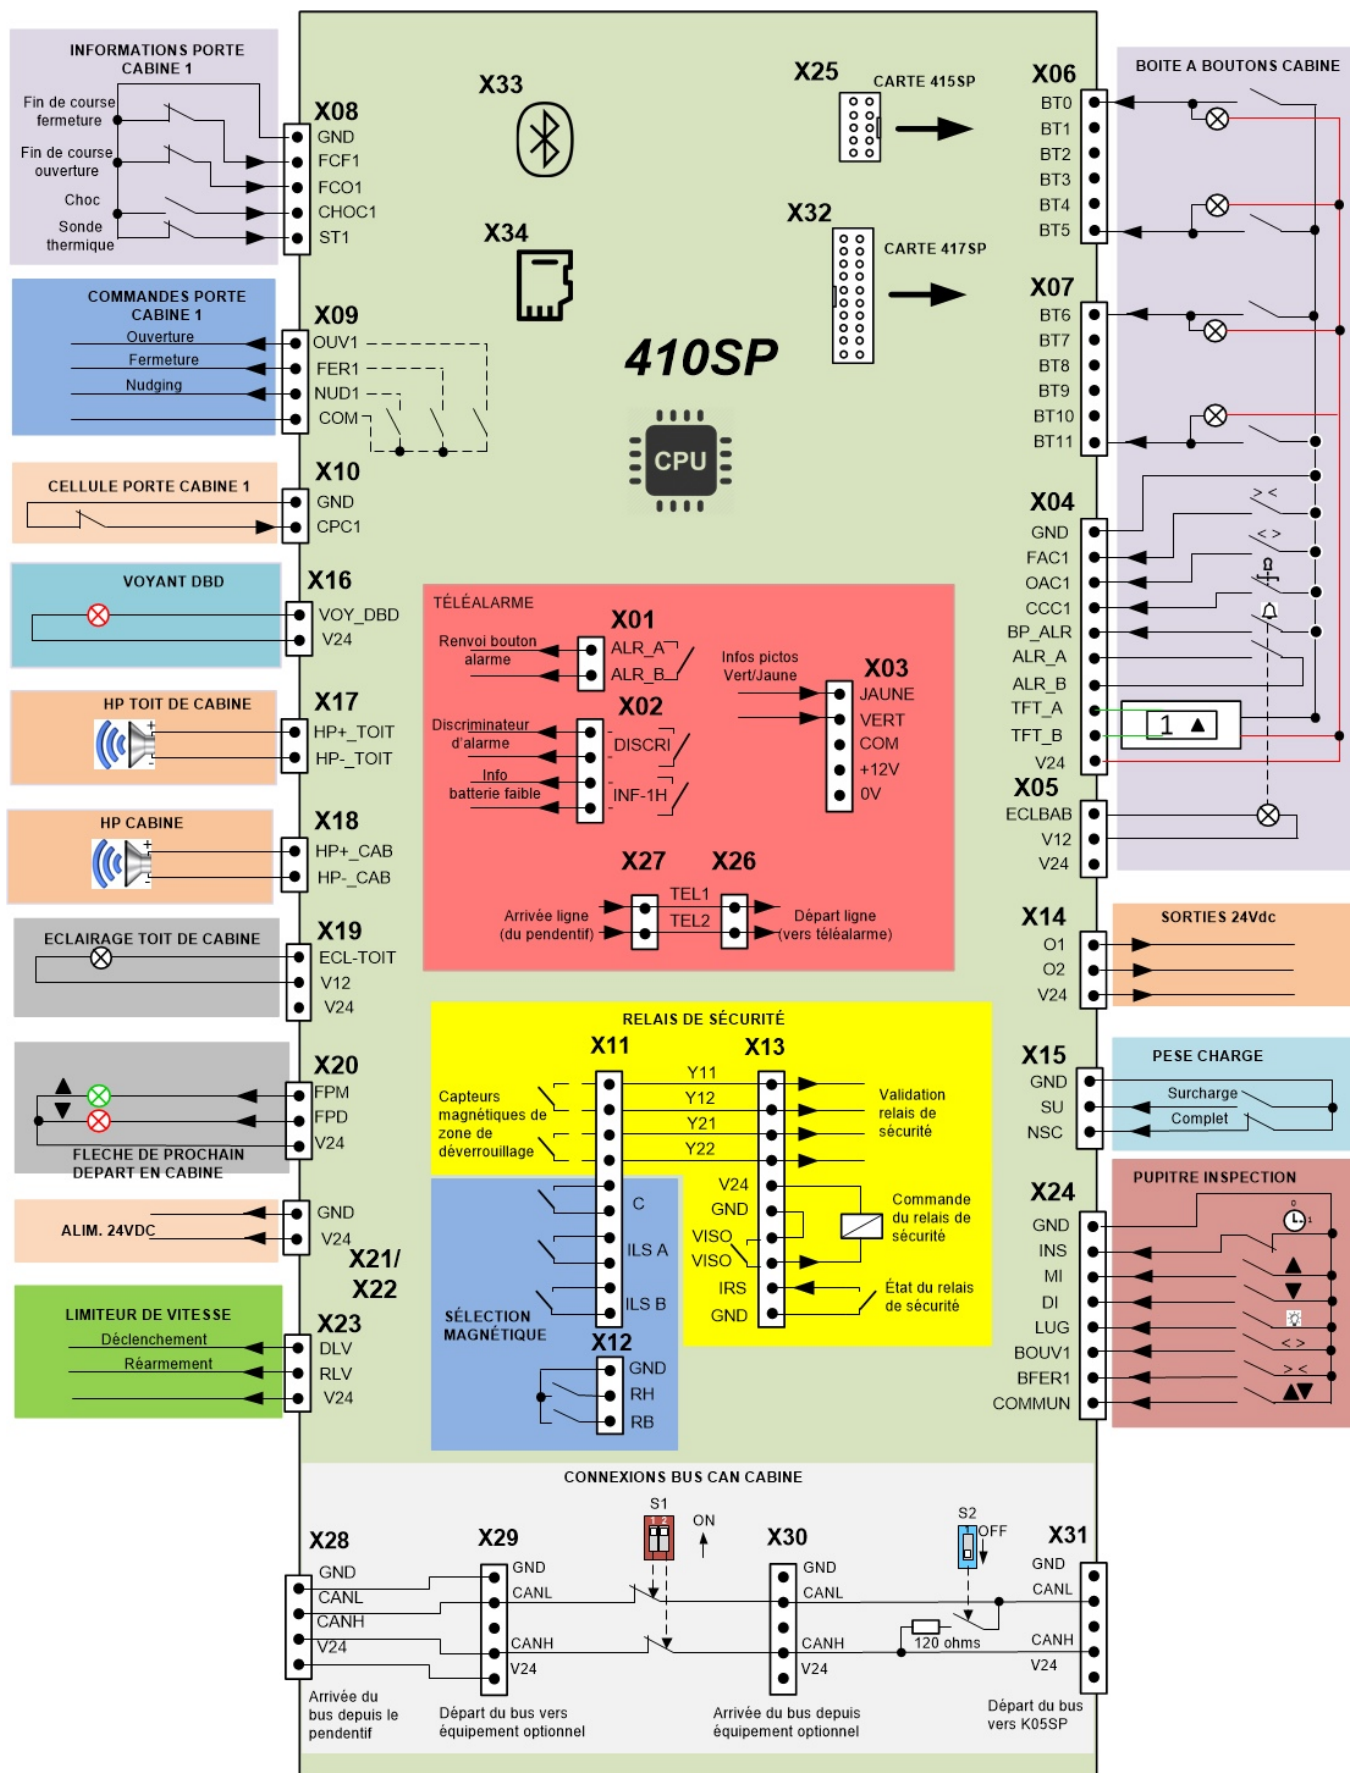 INFORMATIONS PORTE
CABINE 1
Fin de course
fermeture
Fin de course
ouverture
Choc
Sonde
thermique
X08
GND
FCF1
FCO1
CHOC1
ST1
COMMANDES PORTE
CABINE 1
Ouverture
Fermeture
Nudging
X09
OUV1
FER1
NUD1
COM
CELLULE PORTE CABINE 1
X10
GND
CPC1
VOYANT DBD
X16
VOY_DBD
V24
HP TOIT DE CABINE
+
-
X17
HP+_TOIT
HP-_TOIT
HP CABINE
+
-
X18
HP+_CAB
HP-_CAB
ECLAIRAGE TOIT DE CABINE
X19
ECL-TOIT
V12
V24
X20
FPM
FPD
V24
FLECHE DE PROCHAIN
DEPART EN CABINE
ALIM. 24VDC
GND
V24
X21/
X22
LIMITEUR DE VITESSE
Déclenchement
Réarmement
X23
DLV
RLV
V24
X33
X34
X25
CARTE 415SP
X32
CARTE 417SP
410SP
CPU
TÉLÉALARME
Renvoi bouton
alarme
X01
ALR_A
ALR_B
Discriminateur
d'alarme
Info
batterie faible
X02
DISCRI
INF-1H
Infos pictos
Vert/Jaune
X03
JAUNE
VERT
COM
+12V
0V
X27
X26
TEL1
TEL2
Arrivée ligne
(du pendentif)
Départ ligne
(vers téléalarme)
RELAIS DE SÉCURITÉ
X11
X13
Capteurs
magnétiques de
zone de
déverrouillage
Y11
Y12
Y21
Y22
Validation
relais de
sécurité
V24
GND
VISO
VISO
IRS
GND
Commande
du relais de
sécurité
État du relais
de sécurité
C
ILS A
ILS B
SÉLECTION
MAGNÉTIQUE
X12
GND
RH
RB
BOITE A BOUTONS CABINE
X06
BT0
BT1
BT2
BT3
BT4
BT5
X07
BT6
BT7
BT8
BT9
BT10
BT11
X04
GND
FAC1
OAC1
CCC1
BP_ALR
ALR_A
ALR_B
TFT_A
TFT_B
V24
> <
< >
1 ▲
X05
ECLBAB
V12
V24
X14
O1
O2
V24
SORTIES 24Vdc
X15
GND
SU
NSC
PESE CHARGE
Surcharge
Complet
PUPITRE INSPECTION
X24
GND
INS
MI
DI
LUG
BOUV1
BFER1
COMMUN
0
1
< >
> <
CONNEXIONS BUS CAN CABINE
X28
GND
CANL
CANH
V24
Arrivée du
bus depuis le
pendentif
X29
GND
CANL
CANH
V24
Départ du bus vers
équipement optionnel
S1
1 2
ON
X30
GND
CANL
CANH
V24
Arrivée du bus depuis
équipement optionnel
S2
1
OFF
120 ohms
X31
GND
CANL
CANH
V24
Départ du bus
vers K05SP